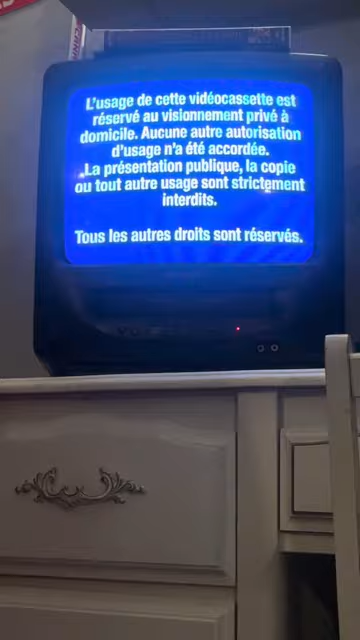 L'usage de cette vidéocassette est
réservé au visionnement privé à
domicile. Aucune autre autorisation
d'usage n'a été accordée.
La présentation publique, la copie
ou tout autre usage sont strictement
interdits.
Tous les autres droits sont réservés.